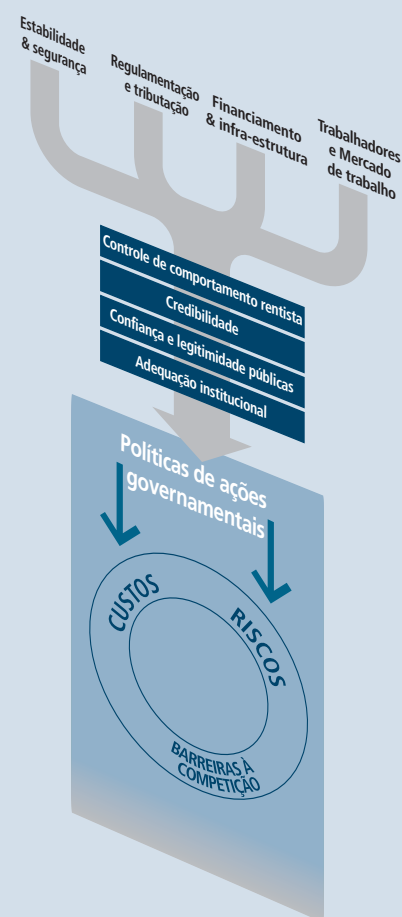 Estabilidade
& segurança
Regulamentação
e tributação
Financiamento
& infra-estrutura
Trabalhadores
e Mercado
de trabalho
Controle de comportamento rentista
Credibilidade
Confiança e legitimidade públicas
Adequação institucional
Políticas de ações
governamentais
CUSTOS
RISCOS
BARREIRAS À
COMPETIÇÃO